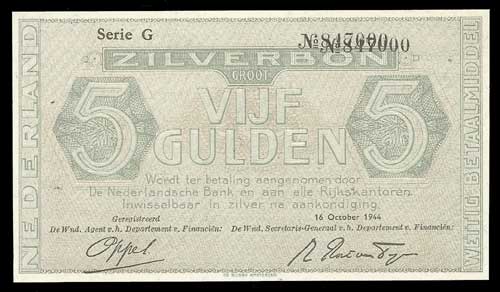 Serie G
№847000
№847000
ZILVERBON
GROOT
5
VIJF
GULDEN
5
NEDERLAND
WETTIG·BETAALMIDDEL
Wordt ter betaling aangenomen door
De Nederlandsche Bank en aan alle Rijkskantoren.
Inwisselbaar in zilver na aankondiging.
Geregistreerd
16 October 1944
De Wnd. Agent v. h. Departement v. Financiën:
De Wnd. Secretaris-Generaal v. h. Departement v. Financiën: